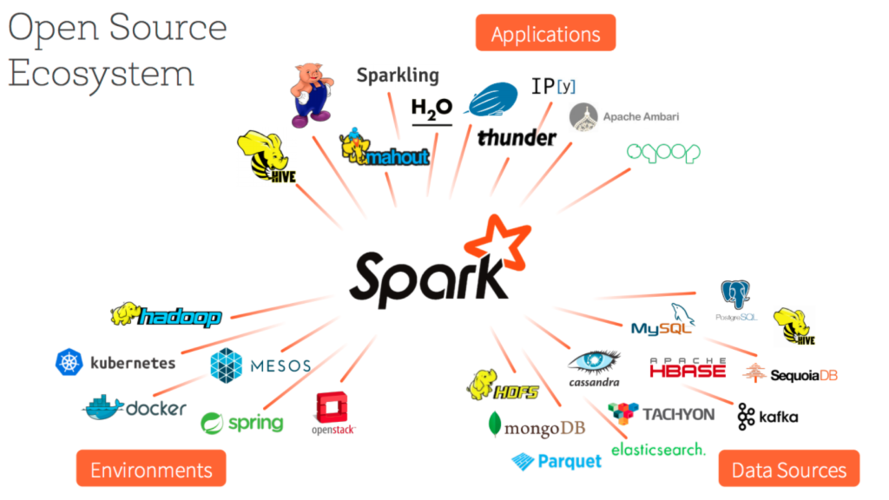 Open Source
Ecosystem
Applications
Sparkling
H2O
IP[y]
thunder
Apache Ambari
sqoop
HIVE
mahout
Spark
hadoop
kubernetes
MESOS
docker
spring
openstack
Environments
PostgreSQL
MySQL
HIVE
cassandra
APACHE
HBASE
SequoiaDB
HDFS
mongoDB
TACHYON
kafka
Parquet
elasticsearch.
Data Sources